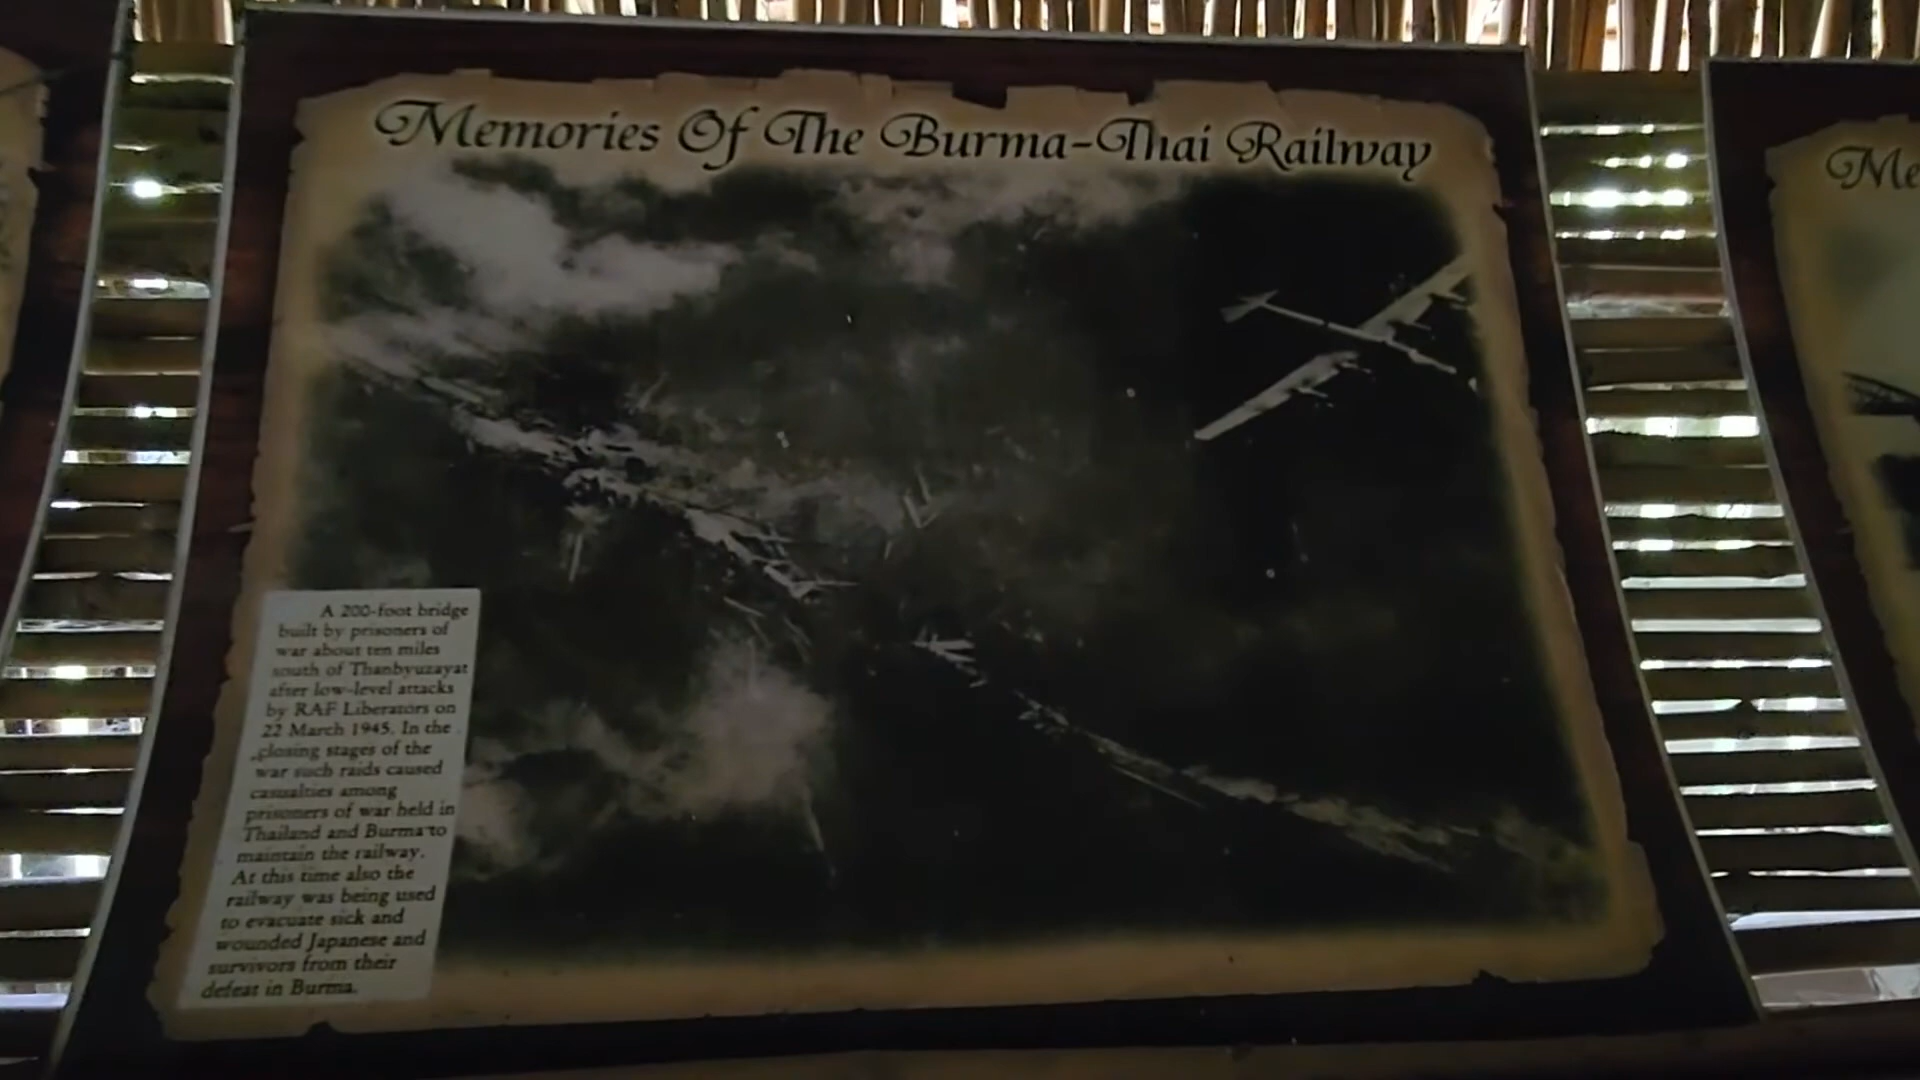 Memories Of The Burma-Thai Railway
Me
A 200-foot bridge
built by prisoners of
war about ten miles
south of Thanbyuzayat
after low-level attacks
by RAF Liberators on
22 March 1945. In the
closing stages of the
war such raids caused
casualties among
prisoners of war held in
Thailand and Burma to
maintain the railway.
At this time also the
railway was being used
to evacuate sick and
wounded Japanese and
survivors from their
defeat in Burma.